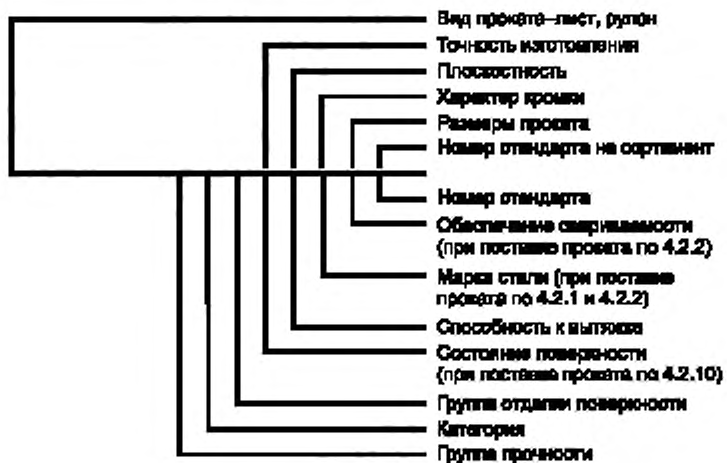 Вид проката–лист, рулон
Точность изготовления
Плоскостность
Характер кромки
Размеры проката
Номер стандарта на сортамент
Номер стандарта
Обеспечение свариваемости
(при поставке проката по 4.2.2)
Марка стали (при поставке
проката по 4.2.1 и 4.2.2)
Способность к вытяжке
Состояние поверхности
(при поставке проката по 4.2.10)
Группа отделки поверхности
Категория
Группа прочности